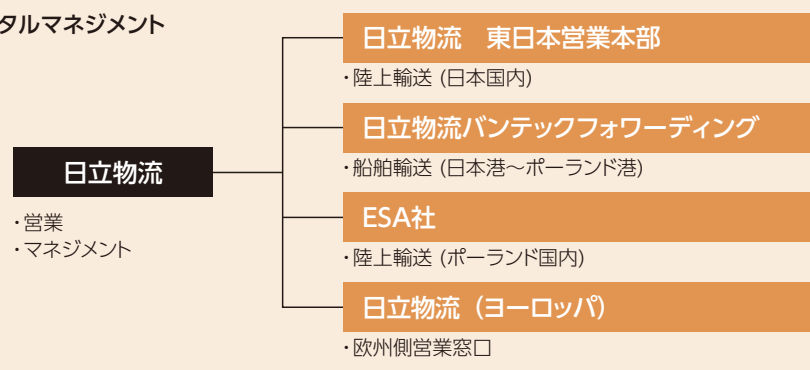 タルマネジメント
日立物流
・営業
・マネジメント
日立物流　東日本営業本部
・陸上輸送 (日本国内)
日立物流バンテックフォワーディング
・船舶輸送 (日本港～ポーランド港)
ESA社
・陸上輸送 (ポーランド国内)
日立物流（ヨーロッパ）
・欧州側営業窓口